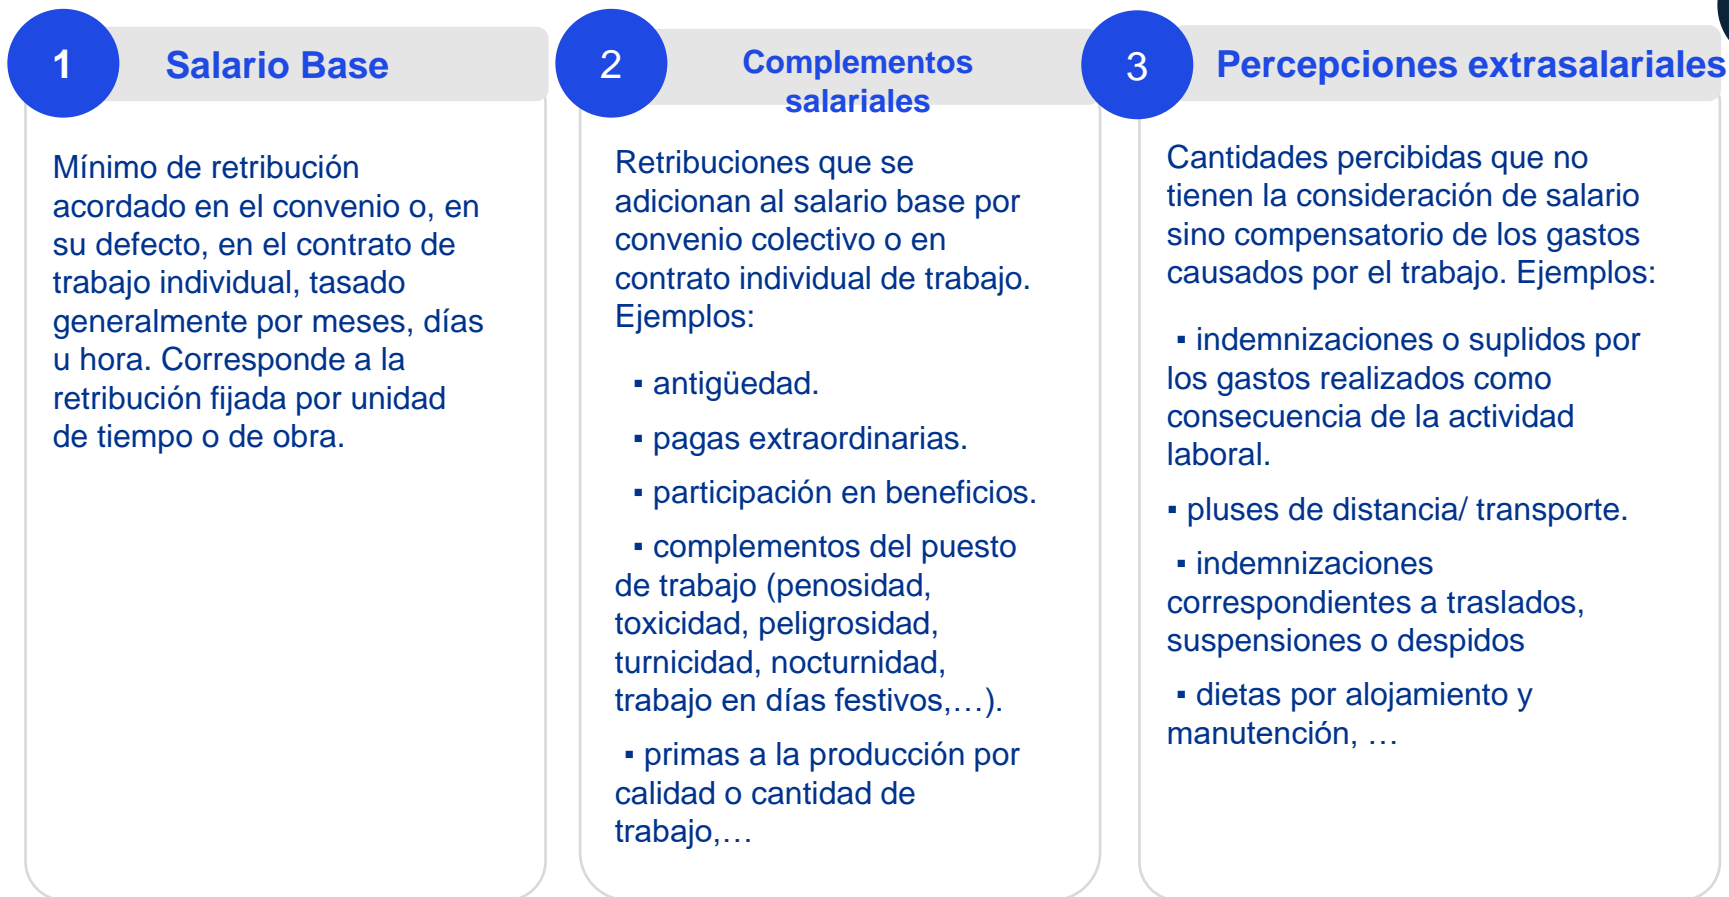 1
Salario Base
Mínimo de retribución
acordado en el convenio o, en
su defecto, en el contrato de
trabajo individual, tasado
generalmente por meses, días
u hora. Corresponde a la
retribución fijada por unidad
de tiempo o de obra.
2
Complementos
salariales
Retribuciones que se
adicionan al salario base por
convenio colectivo o en
contrato individual de trabajo.
Ejemplos:
▪ antigüedad.
▪ pagas extraordinarias.
▪ participación en beneficios.
▪ complementos del puesto
de trabajo (penosidad,
toxicidad, peligrosidad,
turnicidad, nocturnidad,
trabajo en días festivos,…).
▪ primas a la producción por
calidad o cantidad de
trabajo,…
3
Percepciones extrasalariales
Cantidades percibidas que no
tienen la consideración de salario
sino compensatorio de los gastos
causados por el trabajo. Ejemplos:
▪ indemnizaciones o suplidos por
los gastos realizados como
consecuencia de la actividad
laboral.
▪ pluses de distancia/ transporte.
▪ indemnizaciones
correspondientes a traslados,
suspensiones o despidos
▪ dietas por alojamiento y
manutención, …